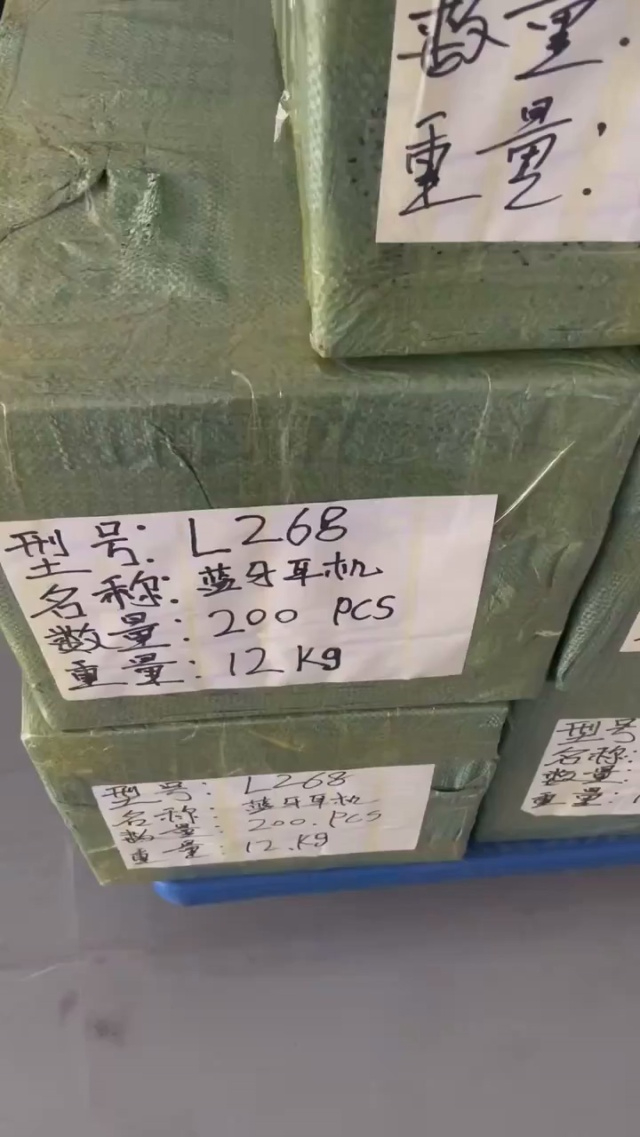 数量:
重量:
型号: L268
名称: 蓝牙耳机
数量: 200 PCS
重量: 12Kg
型号: L268
名称: 蓝牙耳机
数量: 200.PCS
重量: 12.Kg
型号
名称:
数量:
重量: